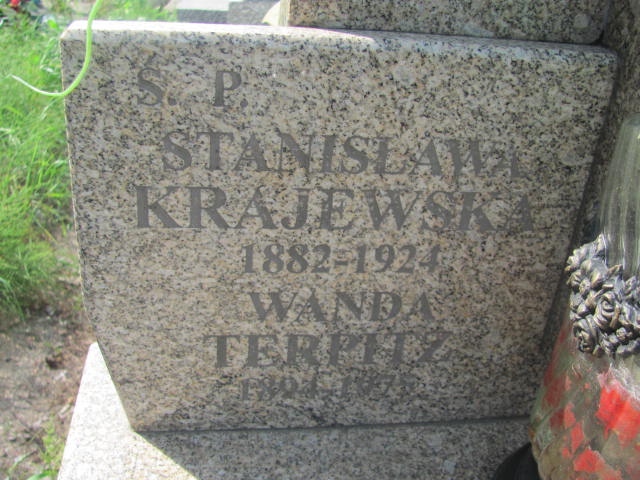 Ś. P.
STANISŁAWA
KRAJEWSKA
1882-1924
WANDA
TERPITZ